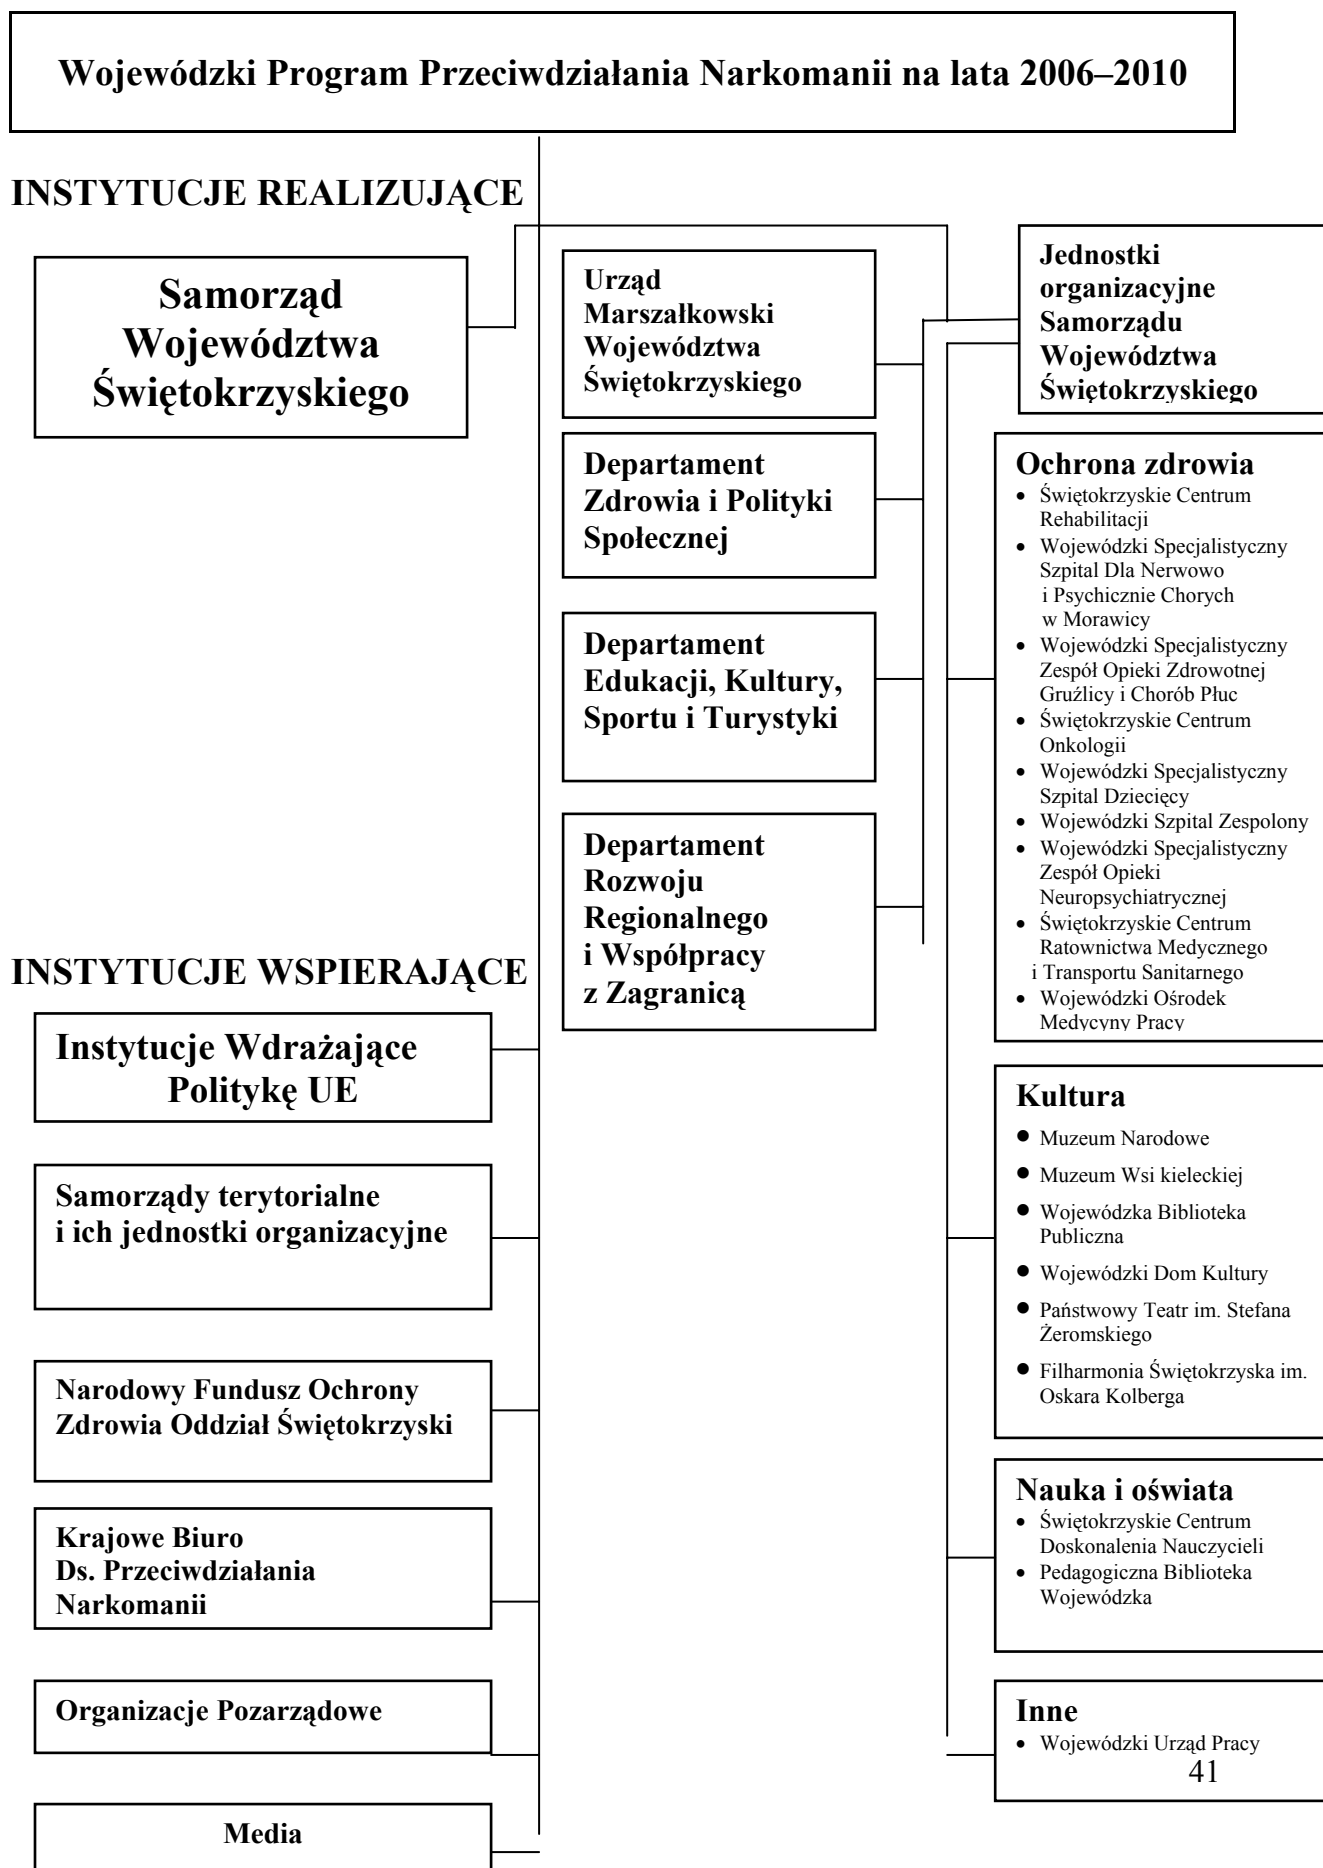 Wojewódzki Program Przeciwdziałania Narkomanii na lata 2006–2010
INSTYTUCJE REALIZUJĄCE
Samorząd
Województwa
Świętokrzyskiego
Urząd
Marszałkowski
Województwa
Świętokrzyskiego
Departament
Zdrowia i Polityki
Społecznej
Departament
Edukacji, Kultury,
Sportu i Turystyki
Departament
Rozwoju
Regionalnego
i Współpracy
z Zagranicą
Jednostki
organizacyjne
Samorządu
Województwa
Świętokrzyskiego
Ochrona zdrowia
• Świętokrzyskie Centrum
Rehabilitacji
• Wojewódzki Specjalistyczny
Szpital Dla Nerwowo
i Psychicznie Chorych
w Morawicy
• Wojewódzki Specjalistyczny
Zespół Opieki Zdrowotnej
Gruźlicy i Chorób Płuc
• Świętokrzyskie Centrum
Onkologii
• Wojewódzki Specjalistyczny
Szpital Dziecięcy
• Wojewódzki Szpital Zespolony
• Wojewódzki Specjalistyczny
Zespół Opieki
Neuropsychiatrycznej
• Świętokrzyskie Centrum
Ratownictwa Medycznego
i Transportu Sanitarnego
• Wojewódzki Ośrodek
Medycyny Pracy
Kultura
• Muzeum Narodowe
• Muzeum Wsi kieleckiej
• Wojewódzka Biblioteka
Publiczna
• Wojewódzki Dom Kultury
• Państwowy Teatr im. Stefana
Żeromskiego
• Filharmonia Świętokrzyska im.
Oskara Kolberga
Nauka i oświata
• Świętokrzyskie Centrum
Doskonalenia Nauczycieli
• Pedagogiczna Biblioteka
Wojewódzka
Inne
• Wojewódzki Urząd Pracy
INSTYTUCJE WSPIERAJĄCE
Instytucje Wdrażające
Politykę UE
Samorządy terytorialne
i ich jednostki organizacyjne
Narodowy Fundusz Ochrony
Zdrowia Oddział Świętokrzyski
Krajowe Biuro
Ds. Przeciwdziałania
Narkomanii
Organizacje Pozarządowe
Media
41